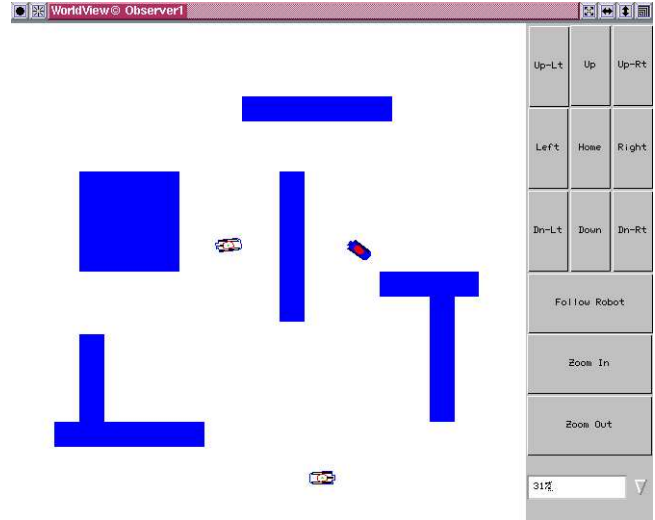 WorldView© Observer1
Up-Lt Up Up-Rt
Left Home Right
Dn-Lt Down Dn-Rt
Follow Robot
Zoom In
Zoom Out
31%